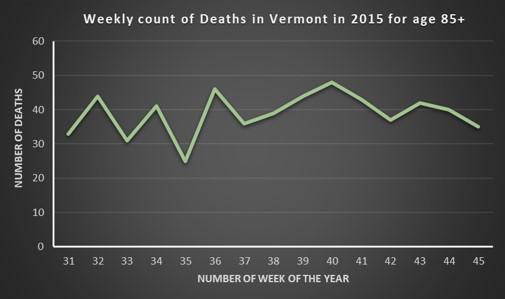 Weekly count of Deaths in Vermont in 2015 for age 85+
NUMBER OF DEATHS
60
50
40
30
20
10
0
31 32 33 34 35 36 37 38 39 40 41 42 43 44 45
NUMBER OF WEEK OF THE YEAR